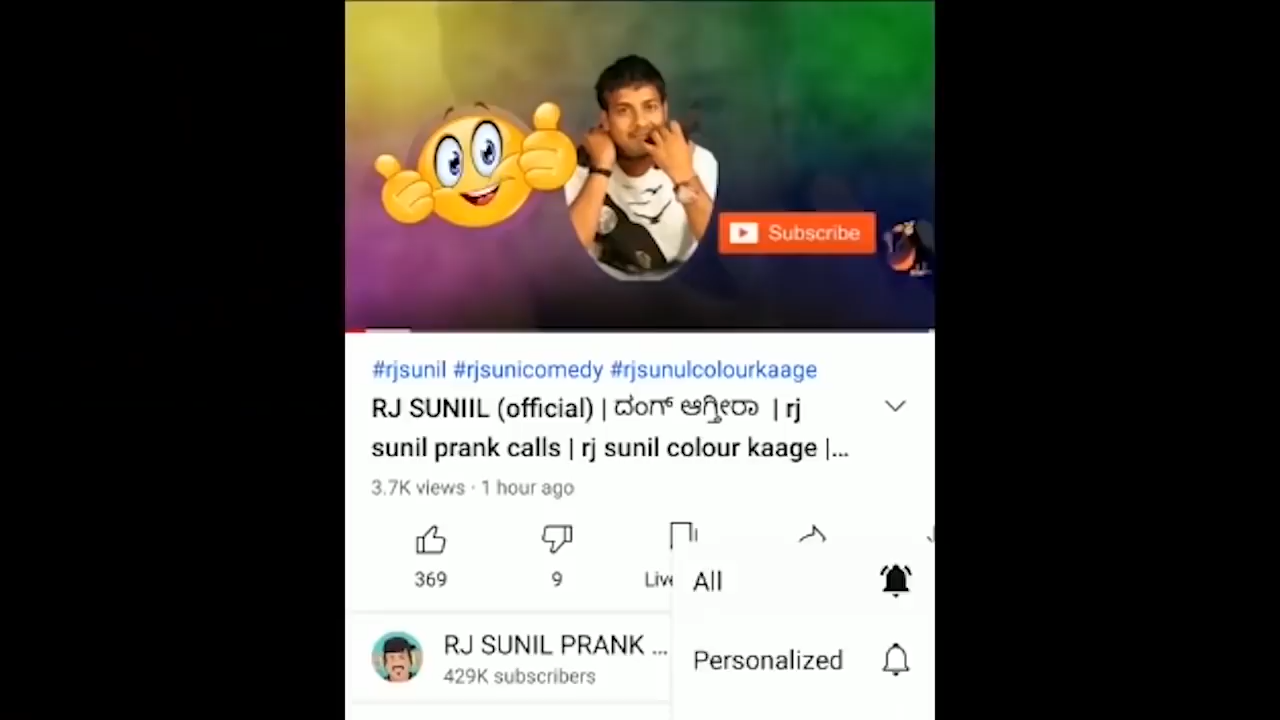 Subscribe
#rjsunil #rjsunicomedy #rjsunulcolourkaage
RJ SUNIIL (official) | ದಂಗ್ ಆಗ್ತೀರಾ | rj
sunil prank calls | rj sunil colour kaage |...
3.7K views · 1 hour ago
369
9
Live
All
RJ SUNIL PRANK ...
429K subscribers
Personalized